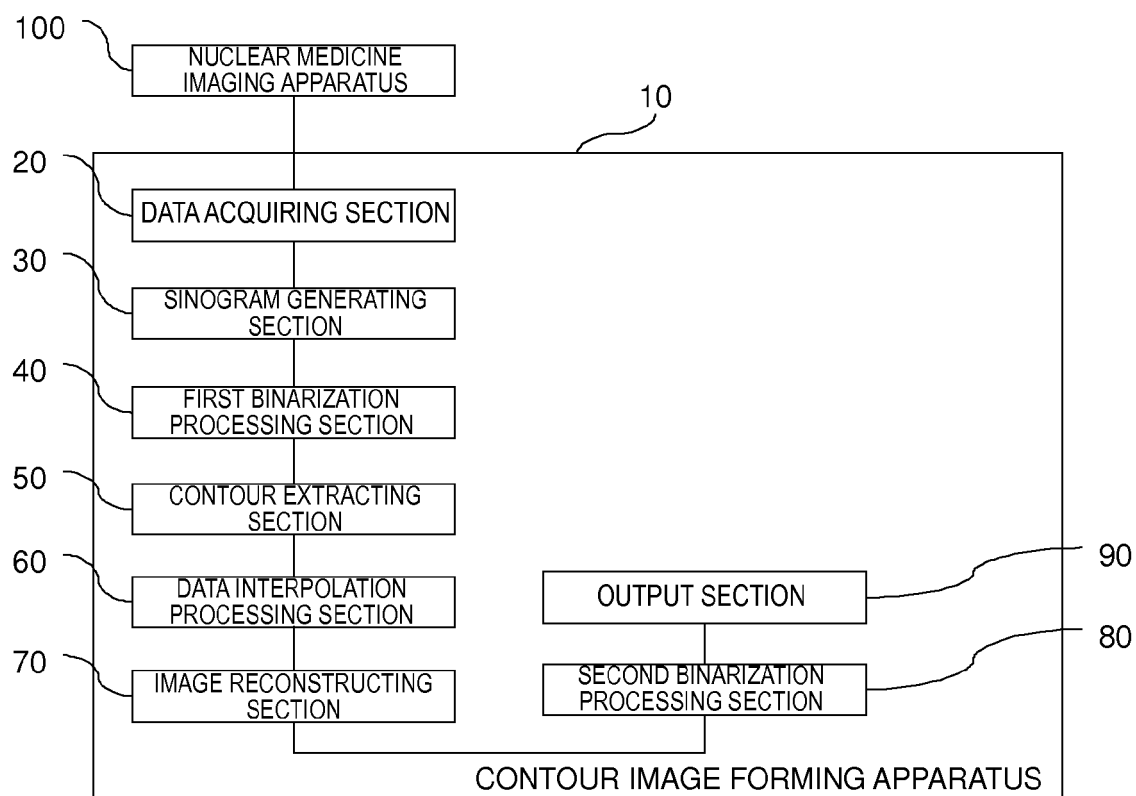 100
NUCLEAR MEDICINE
IMAGING APPARATUS
10
20
DATA ACQUIRING SECTION
30
SINOGRAM GENERATING
SECTION
40
FIRST BINARIZATION
PROCESSING SECTION
50
CONTOUR EXTRACTING
SECTION
60
DATA INTERPOLATION
PROCESSING SECTION
70
IMAGE RECONSTRUCTING
SECTION
OUTPUT SECTION
90
SECOND BINARIZATION
PROCESSING SECTION
80
CONTOUR IMAGE FORMING APPARATUS